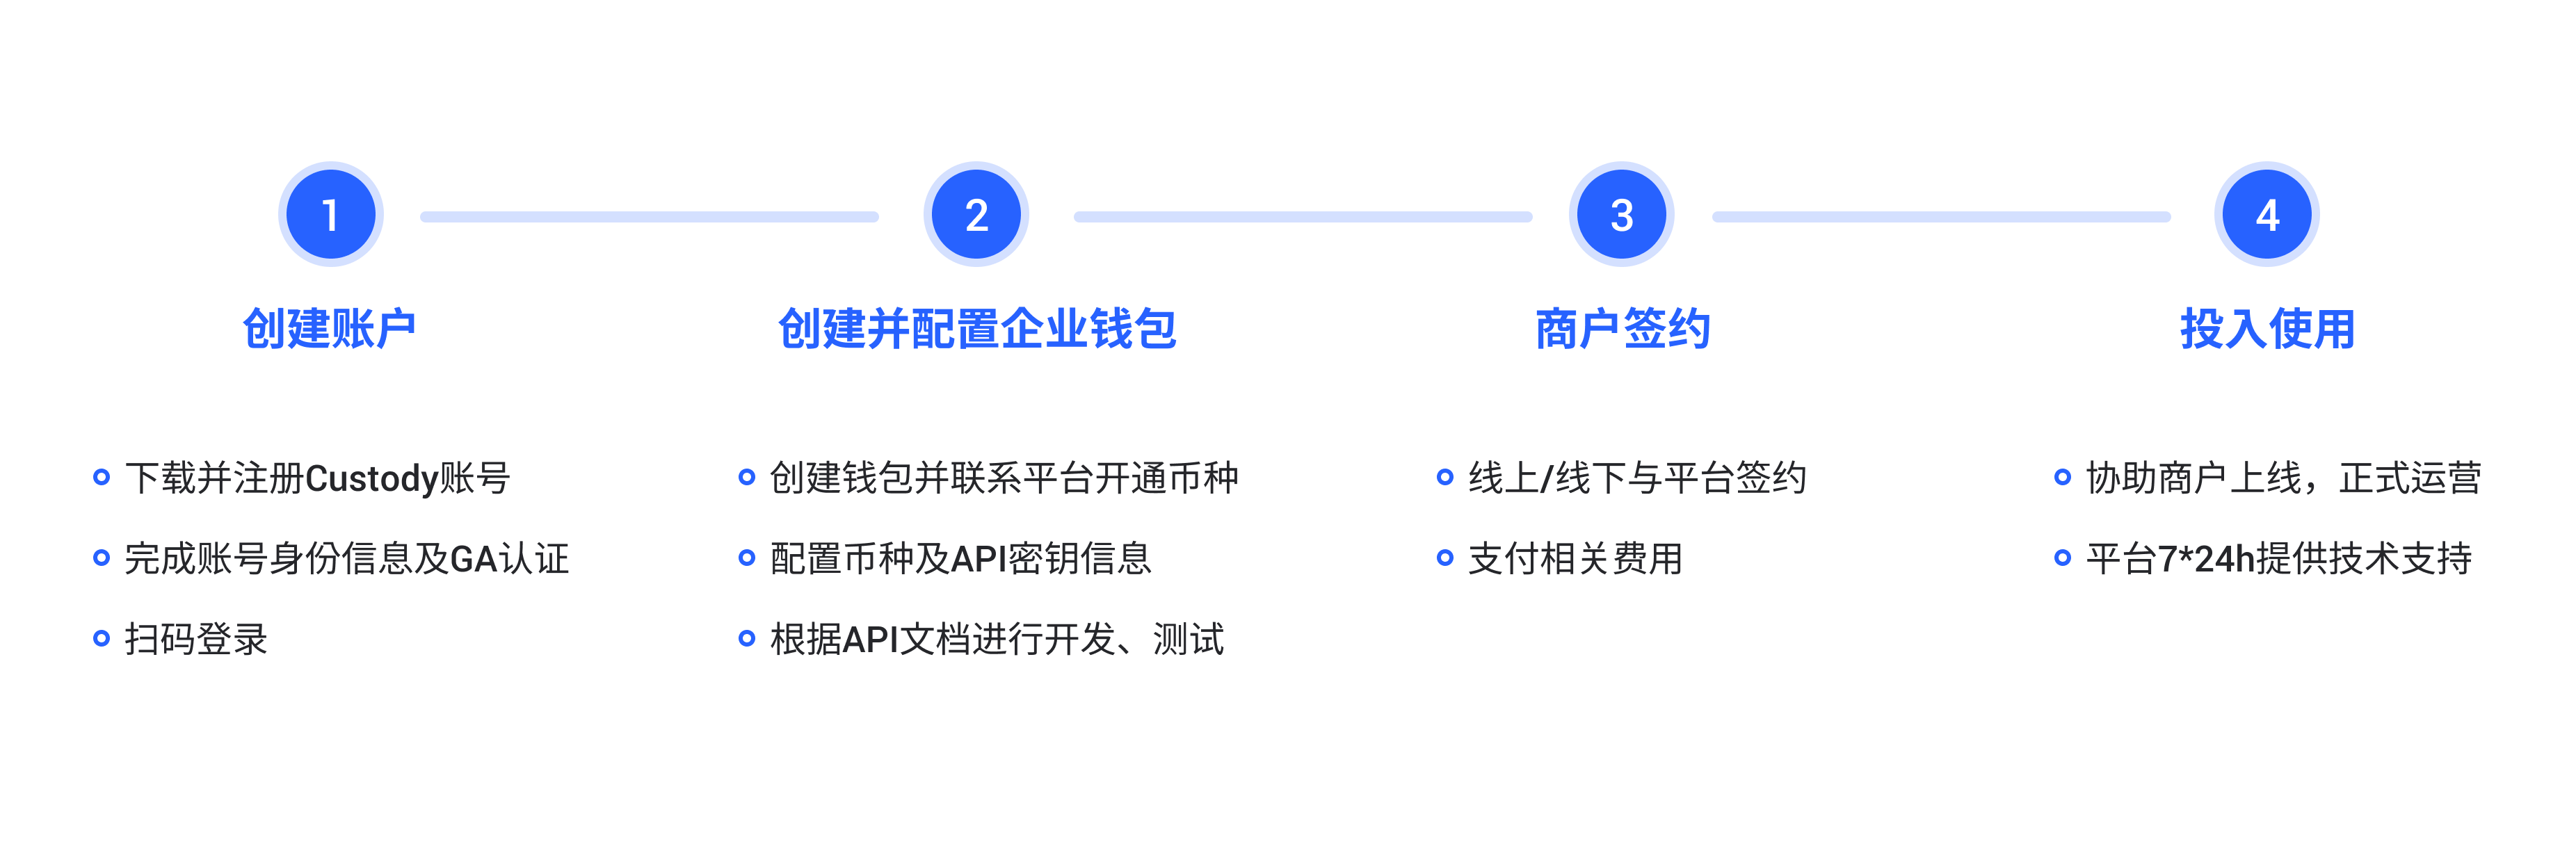 1
2
3
4
创建账户
创建并配置企业钱包
商户签约
投入使用
下载并注册Custody账号
完成账号身份信息及GA认证
扫码登录
创建钱包并联系平台开通币种
配置币种及API密钥信息
根据API文档进行开发、测试
线上/线下与平台签约
支付相关费用
协助商户上线，正式运营
平台7*24h提供技术支持